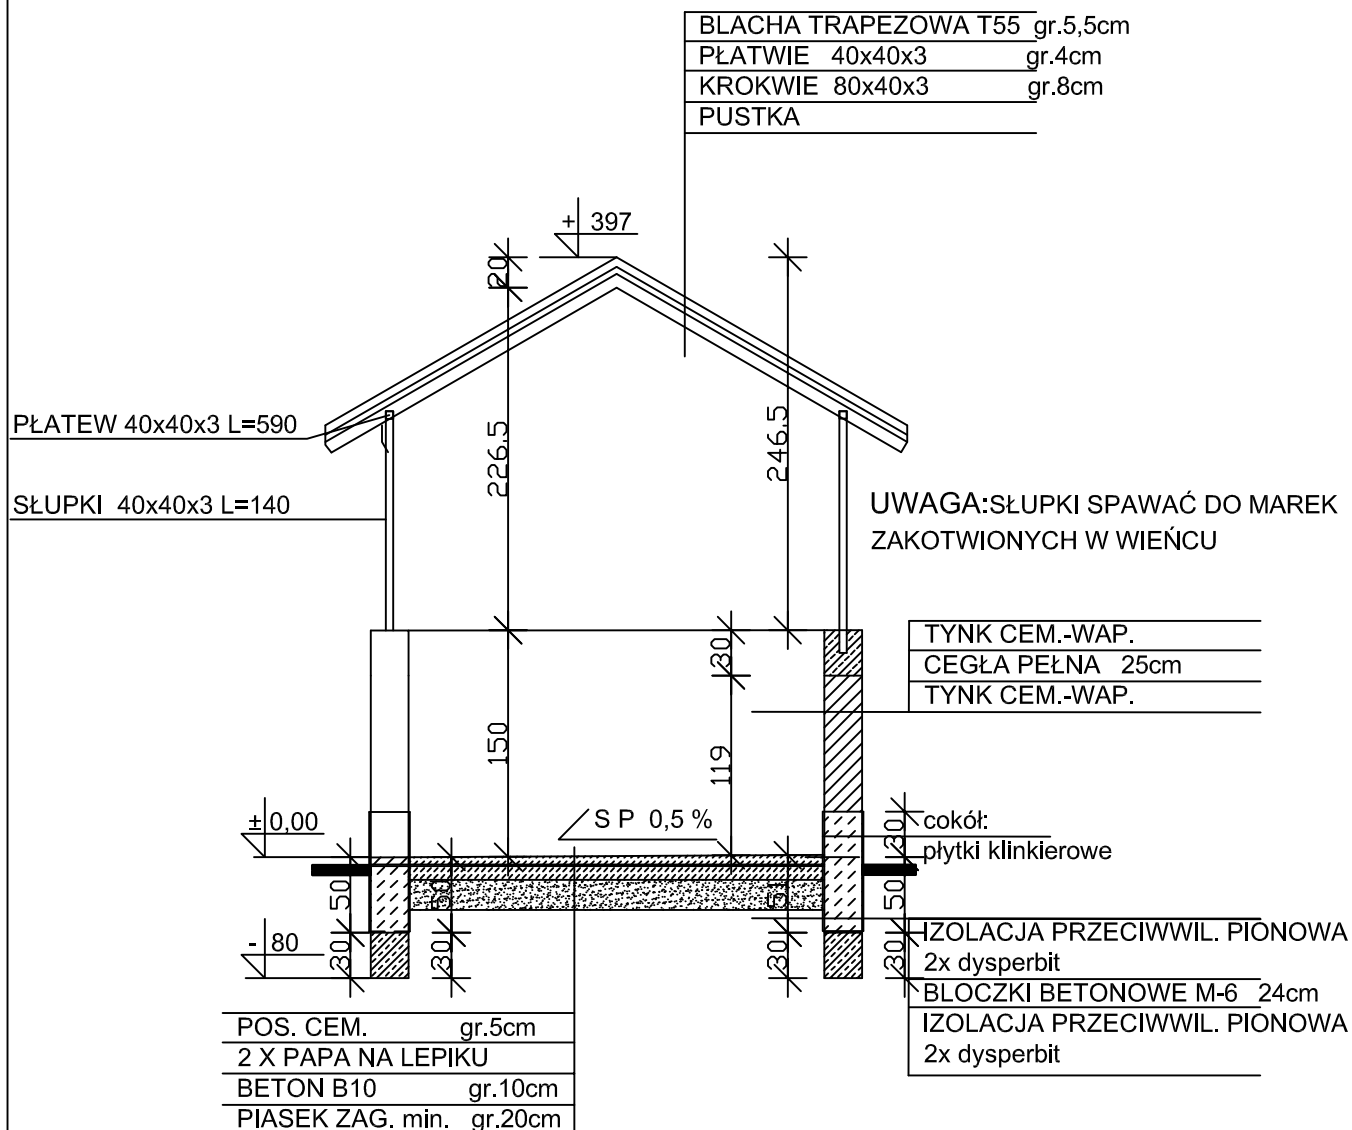 BLACHA TRAPEZOWA T55 gr.5,5cm
PŁATWIE 40x40x3 gr.4cm
KROKWIE 80x40x3 gr.8cm
PUSTKA
+ 397
20
226,5
246,5
PŁATEW 40x40x3 L=590
SŁUPKI 40x40x3 L=140
UWAGA:SŁUPKI SPAWAĆ DO MAREK
ZAKOTWIONYCH W WIEŃCU
TYNK CEM.-WAP.
CEGŁA PEŁNA 25cm
TYNK CEM.-WAP.
30
150
119
± 0,00
S P 0,5 %
30
cokół:
płytki klinkierowe
50
50
51
50
- 80
30
30
30
30
IZOLACJA PRZECIWWIL. PIONOWA
2x dysperbit
BLOCZKI BETONOWE M-6 24cm
IZOLACJA PRZECIWWIL. PIONOWA
2x dysperbit
POS. CEM. gr.5cm
2 X PAPA NA LEPIKU
BETON B10 gr.10cm
PIASEK ZAG. min. gr.20cm